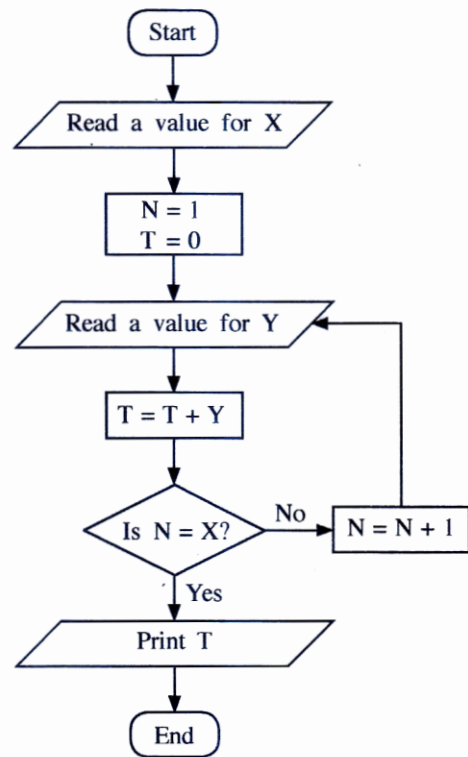 Start
Read a value for X
N = 1
T = 0
Read a value for Y
T = T + Y
Is N = X?
No
N = N + 1
Yes
Print T
End